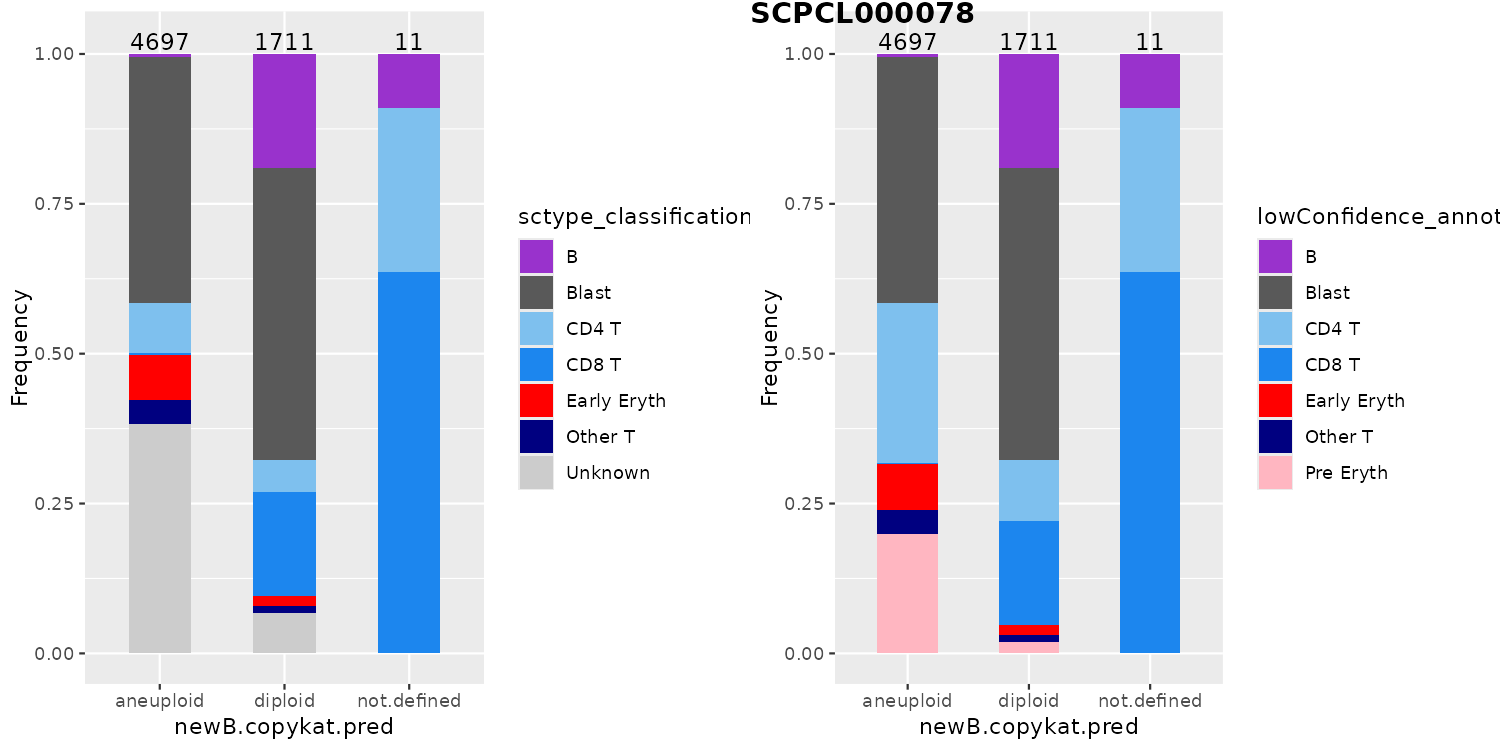 SCPCL000078
4697 1711 11
1.00
0.75
0.50
0.25
0.00
Frequency
aneuploid diploid not.defined
newB.copykat.pred
sctype_classification
B
Blast
CD4 T
CD8 T
Early Eryth
Other T
Unknown
4697 1711 11
1.00
0.75
0.50
0.25
0.00
Frequency
aneuploid diploid not.defined
newB.copykat.pred
lowConfidence_annot
B
Blast
CD4 T
CD8 T
Early Eryth
Other T
Pre Eryth